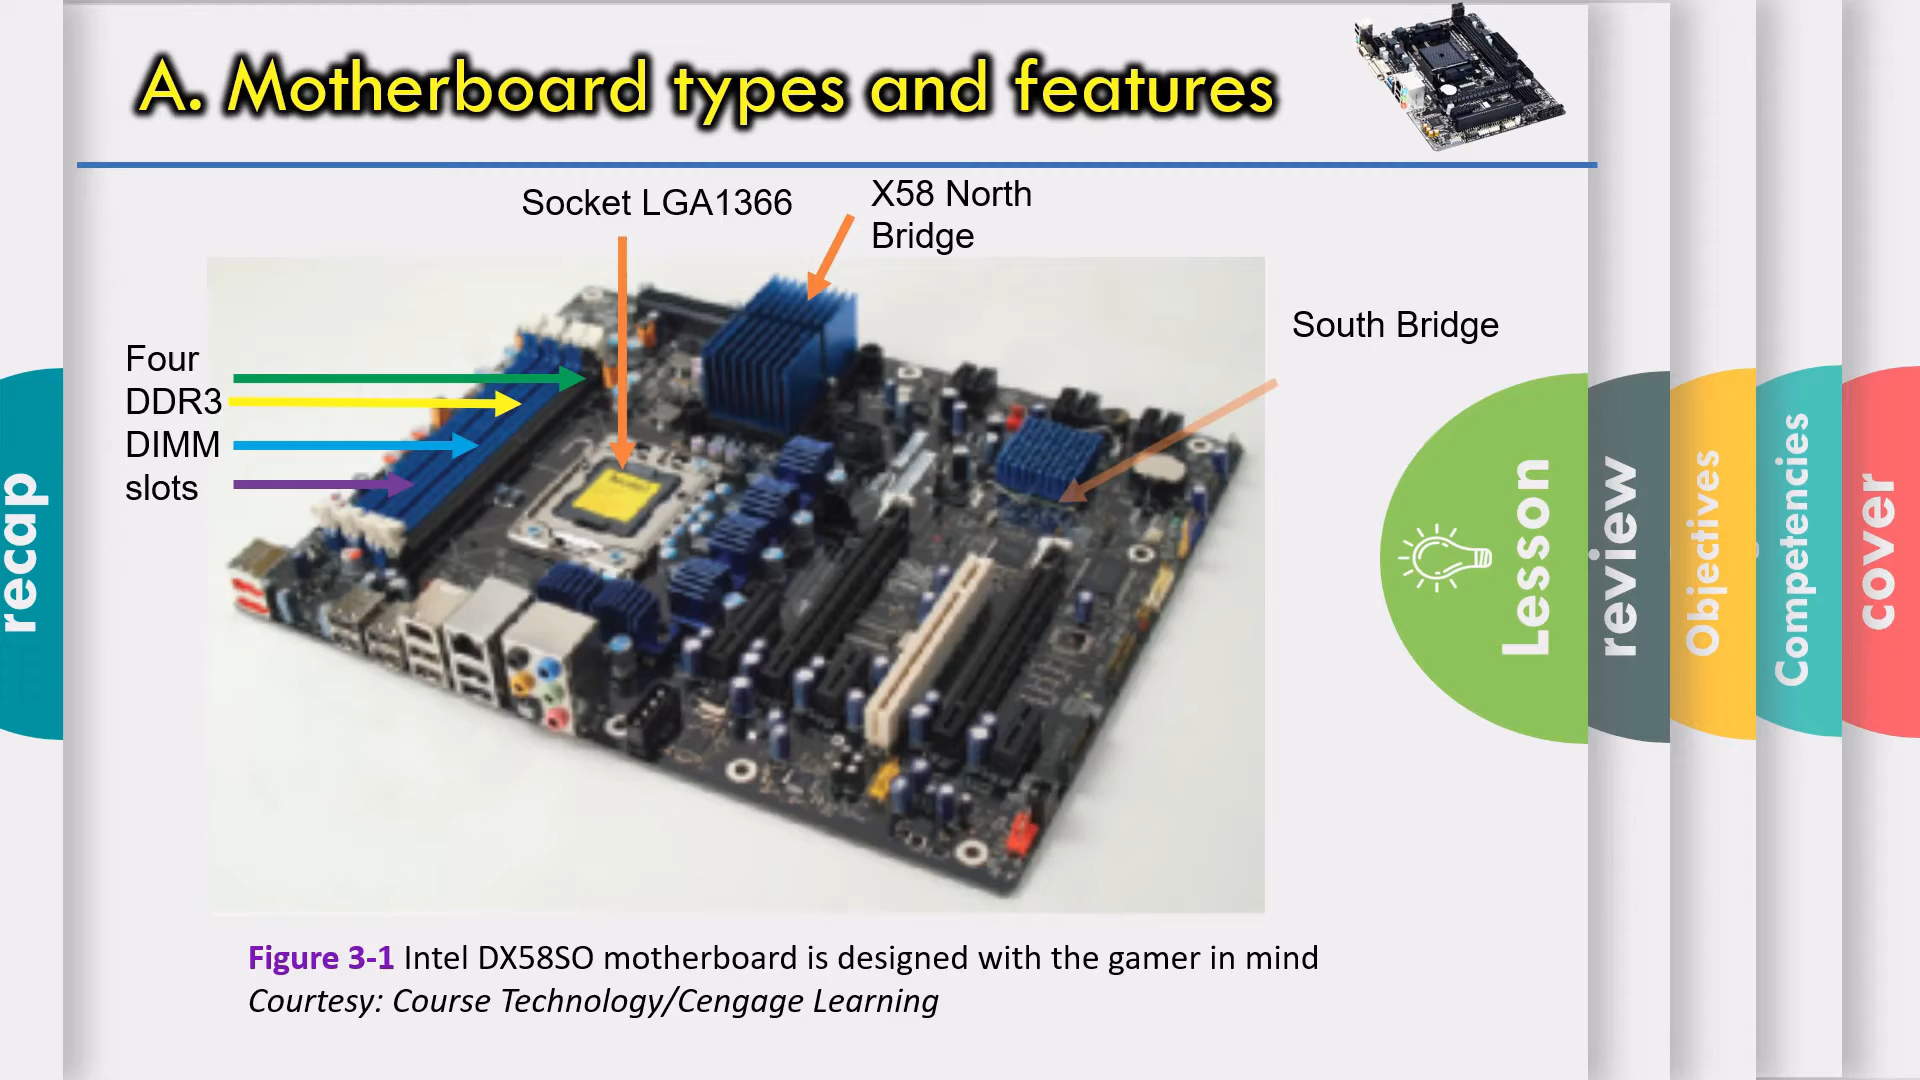 A. Motherboard types and features
Socket LGA1366
X58 North
Bridge
South Bridge
Four
DDR3
DIMM
slots
recap
Lesson
review
Objectives
Competencies
cover
Figure 3-1 Intel DX58SO motherboard is designed with the gamer in mind
Courtesy: Course Technology/Cengage Learning